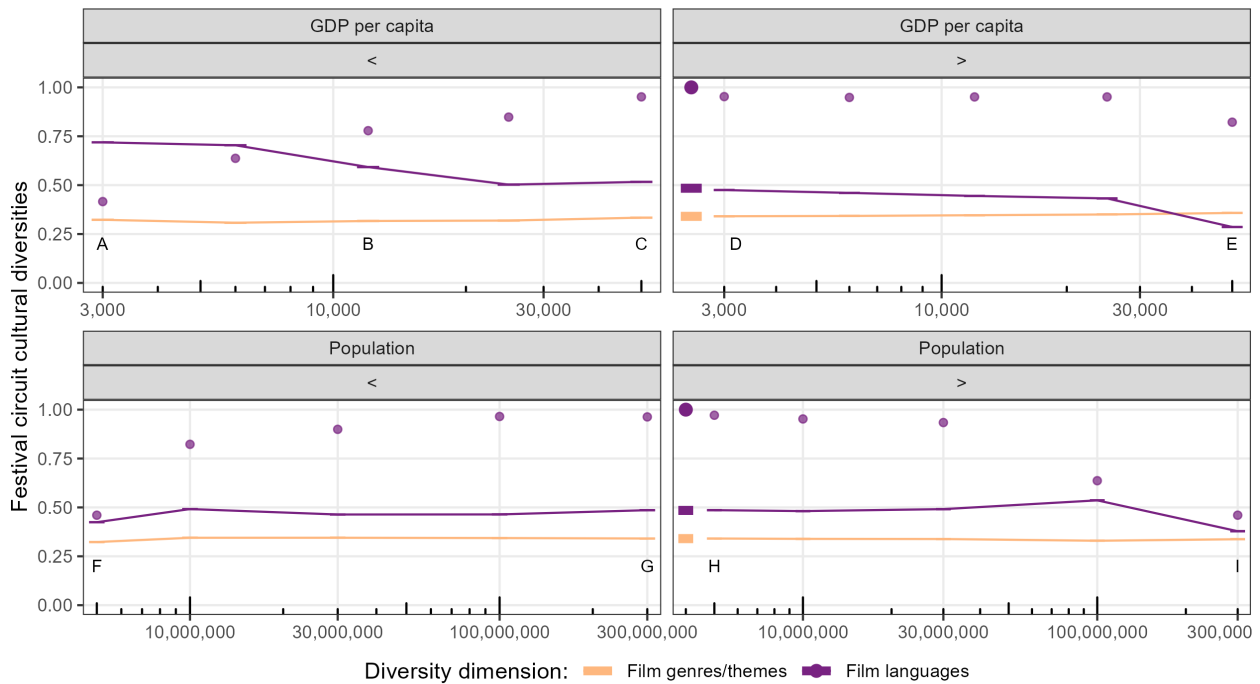 GDP per capita
GDP per capita
<
>
1.00
0.75
0.50
0.25
0.00
A
B
C
D
E
3,000
10,000
30,000
3,000
10,000
30,000
Festival circuit cultural diversities
Population
Population
<
>
1.00
0.75
0.50
0.25
0.00
F
G
H
I
10,000,000
30,000,000
100,000,000
300,000,000
10,000,000
30,000,000
100,000,000
300,000
Diversity dimension: Film genres/themes Film languages